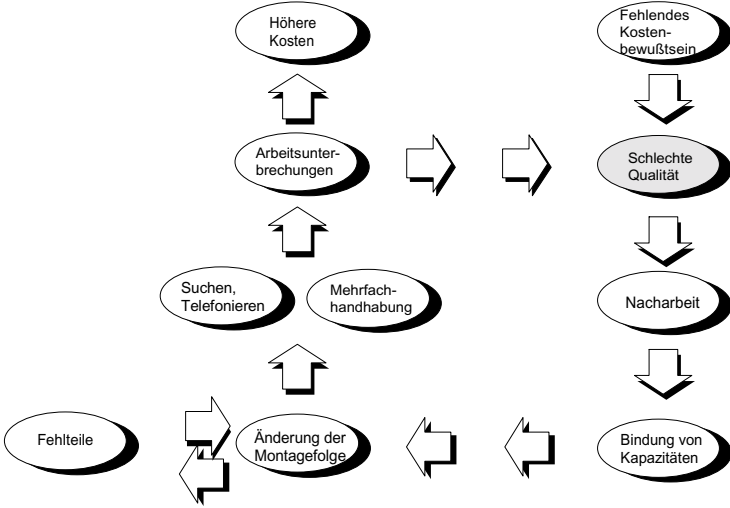 Höhere
Kosten
Fehlendes
Kosten-
bewußtsein
Arbeitsunter-
brechungen
Schlechte
Qualität
Suchen,
Telefonieren
Mehrfach-
handhabung
Nacharbeit
Fehlteile
Änderung der
Montagefolge
Bindung von
Kapazitäten